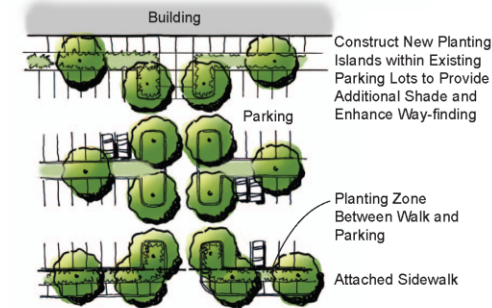 Building
Construct New Planting
Islands within Existing
Parking Lots to Provide
Additional Shade and
Enhance Way-finding
Parking
Planting Zone
Between Walk and
Parking
Attached Sidewalk